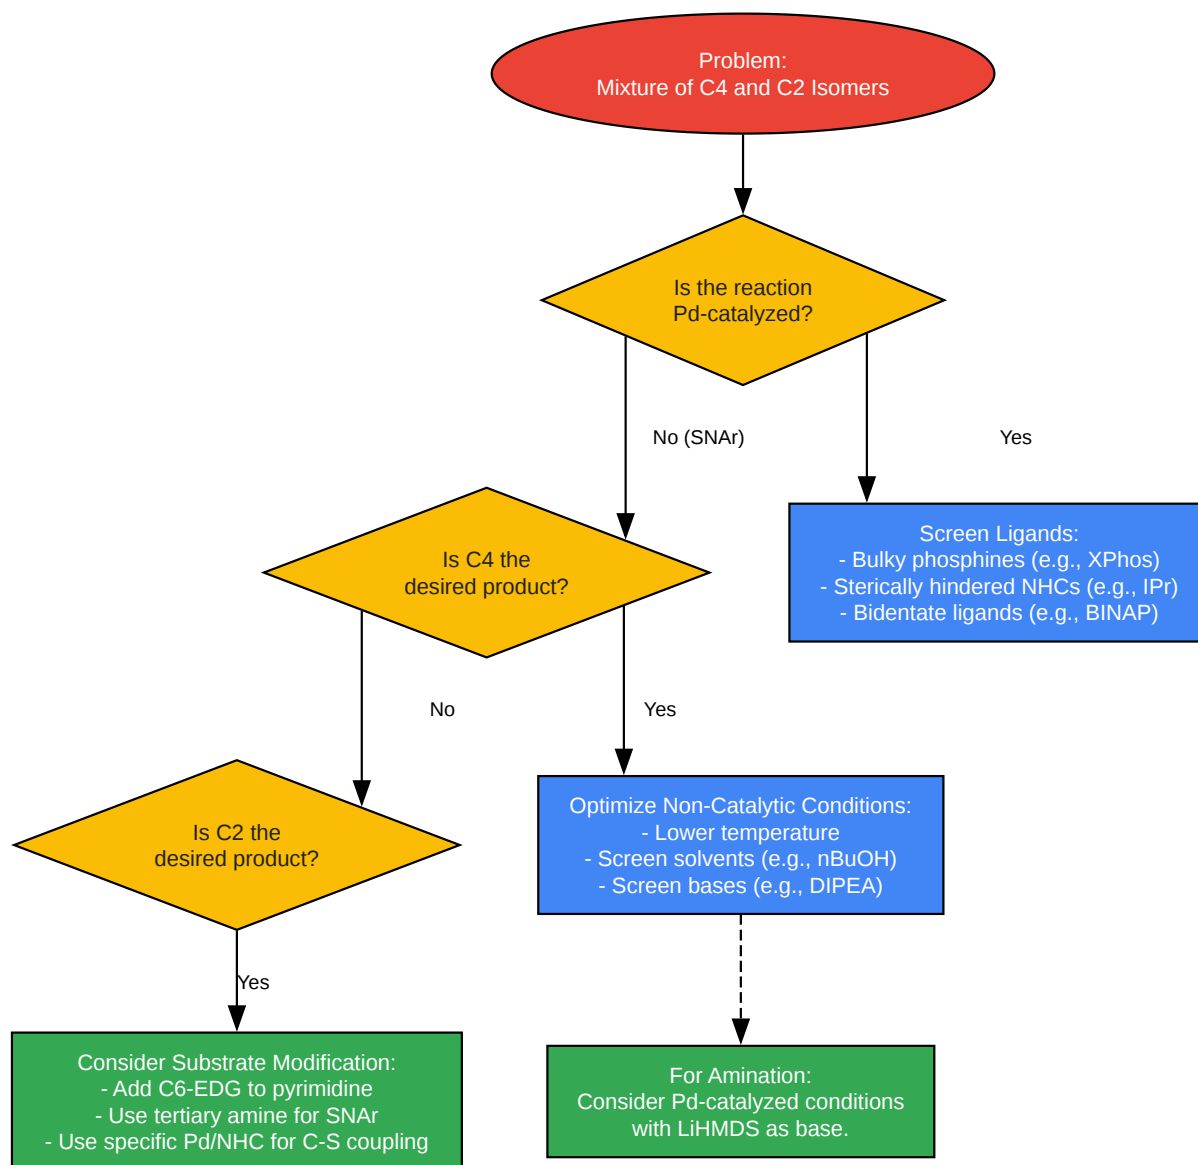 Problem:
Mixture of C4 and C2 Isomers
Is the reaction
Pd-catalyzed?
No (SNAr)
Yes
Screen Ligands:
- Bulky phosphines (e.g., XPhos)
- Sterically hindered NHCs (e.g., IPr)
- Bidentate ligands (e.g., BINAP)
Is C4 the
desired product?
No
Yes
Optimize Non-Catalytic Conditions:
- Lower temperature
- Screen solvents (e.g., nBuOH)
- Screen bases (e.g., DIPEA)
Is C2 the
desired product?
Yes
Consider Substrate Modification:
- Add C6-EDG to pyrimidine
- Use tertiary amine for SNAr
- Use specific Pd/NHC for C-S coupling
For Amination:
Consider Pd-catalyzed conditions
with LiHMDS as base.